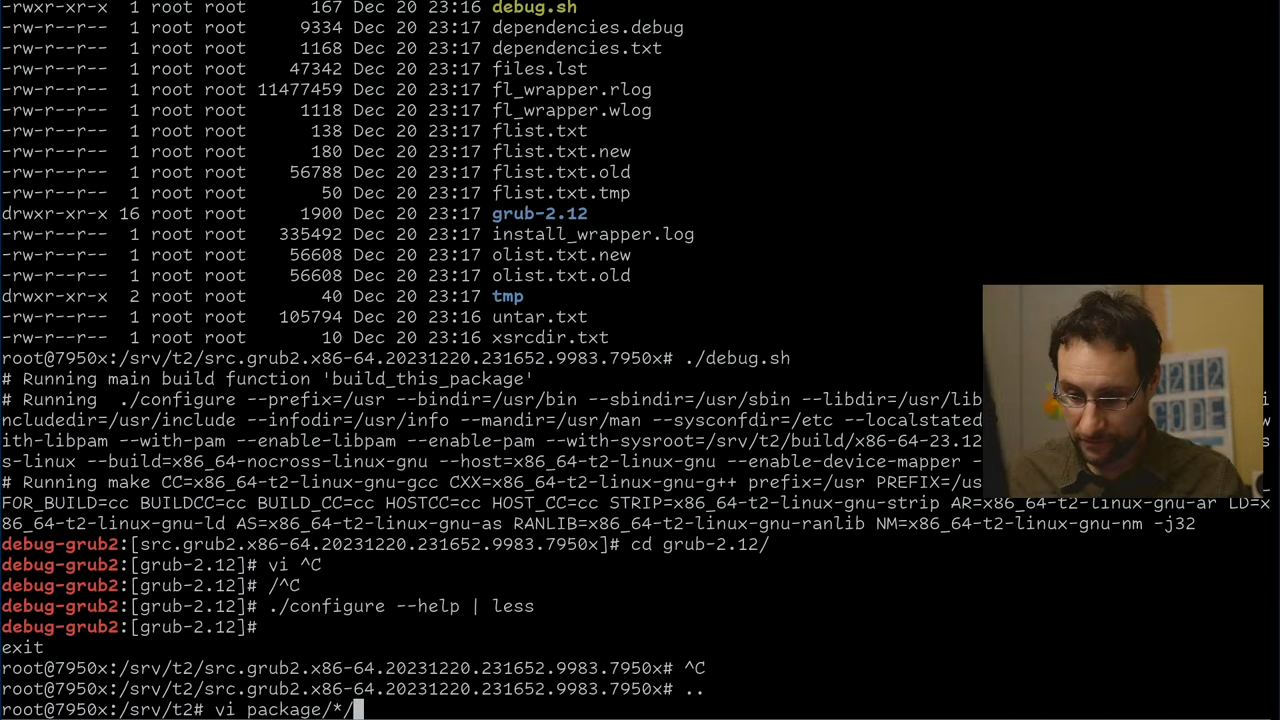 -rwxr-xr-x  1 root root      167 Dec 20 23:16 debug.sh
-rw-r--r--  1 root root     9334 Dec 20 23:17 dependencies.debug
-rw-r--r--  1 root root     1168 Dec 20 23:17 dependencies.txt
-rw-r--r--  1 root root    47342 Dec 20 23:17 files.lst
-rw-r--r--  1 root root 11477459 Dec 20 23:17 fl_wrapper.rlog
-rw-r--r--  1 root root     1118 Dec 20 23:17 fl_wrapper.wlog
-rw-r--r--  1 root root      138 Dec 20 23:17 flist.txt
-rw-r--r--  1 root root      180 Dec 20 23:17 flist.txt.new
-rw-r--r--  1 root root    56788 Dec 20 23:17 flist.txt.old
-rw-r--r--  1 root root       50 Dec 20 23:17 flist.txt.tmp
drwxr-xr-x 16 root root     1900 Dec 20 23:17 grub-2.12
-rw-r--r--  1 root root   335492 Dec 20 23:17 install_wrapper.log
-rw-r--r--  1 root root    56608 Dec 20 23:17 olist.txt.new
-rw-r--r--  1 root root    56608 Dec 20 23:17 olist.txt.old
drwxr-xr-x  2 root root       40 Dec 20 23:17 tmp
-rw-r--r--  1 root root   105794 Dec 20 23:16 untar.txt
-rw-r--r--  1 root root       10 Dec 20 23:16 xsrcdir.txt
root@7950x:/srv/t2/src.grub2.x86-64.20231220.231652.9983.7950x# ./debug.sh
# Running main build function 'build_this_package'
# Running  ./configure --prefix=/usr --bindir=/usr/bin --sbindir=/usr/sbin --libdir=/usr/lib i
ncludedir=/usr/include --infodir=/usr/info --mandir=/usr/man --sysconfdir=/etc --localstated w
ith-libpam --with-pam --enable-libpam --enable-pam --with-sysroot=/srv/t2/build/x86-64-23.12 s
s-linux --build=x86_64-nocross-linux-gnu --host=x86_64-t2-linux-gnu --enable-device-mapper -
# Running make CC=x86_64-t2-linux-gnu-gcc CXX=x86_64-t2-linux-gnu-g++ prefix=/usr PREFIX=/us
FOR_BUILD=cc BUILDCC=cc BUILD_CC=cc HOSTCC=cc HOST_CC=cc STRIP=x86_64-t2-linux-gnu-strip AR=x86_64-t2-linux-gnu-ar LD=x
86_64-t2-linux-gnu-ld AS=x86_64-t2-linux-gnu-as RANLIB=x86_64-t2-linux-gnu-ranlib NM=x86_64-t2-linux-gnu-nm -j32
debug-grub2:[src.grub2.x86-64.20231220.231652.9983.7950x]# cd grub-2.12/
debug-grub2:[grub-2.12]# vi ^C
debug-grub2:[grub-2.12]# /^C
debug-grub2:[grub-2.12]# ./configure --help | less
debug-grub2:[grub-2.12]#
exit
root@7950x:/srv/t2/src.grub2.x86-64.20231220.231652.9983.7950x# ^C
root@7950x:/srv/t2/src.grub2.x86-64.20231220.231652.9983.7950x# ..
root@7950x:/srv/t2# vi package/*/